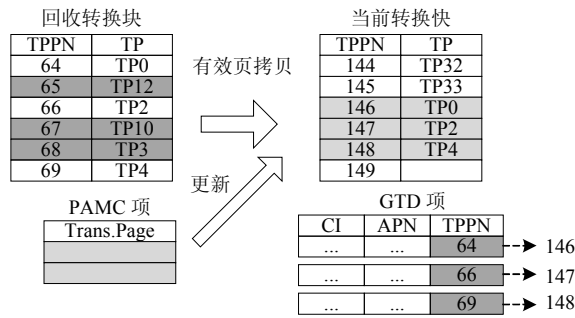 回收转换块
TPPN TP
64 TP0
65 TP12
66 TP2
67 TP10
68 TP3
69 TP4
有效页拷贝
更新
当前转换快
TPPN TP
144 TP32
145 TP33
146 TP0
147 TP2
148 TP4
149
PAMC 项
Trans.Page
GTD 项
CI APN TPPN
... ... 64 146
... ... 66 147
... ... 69 148